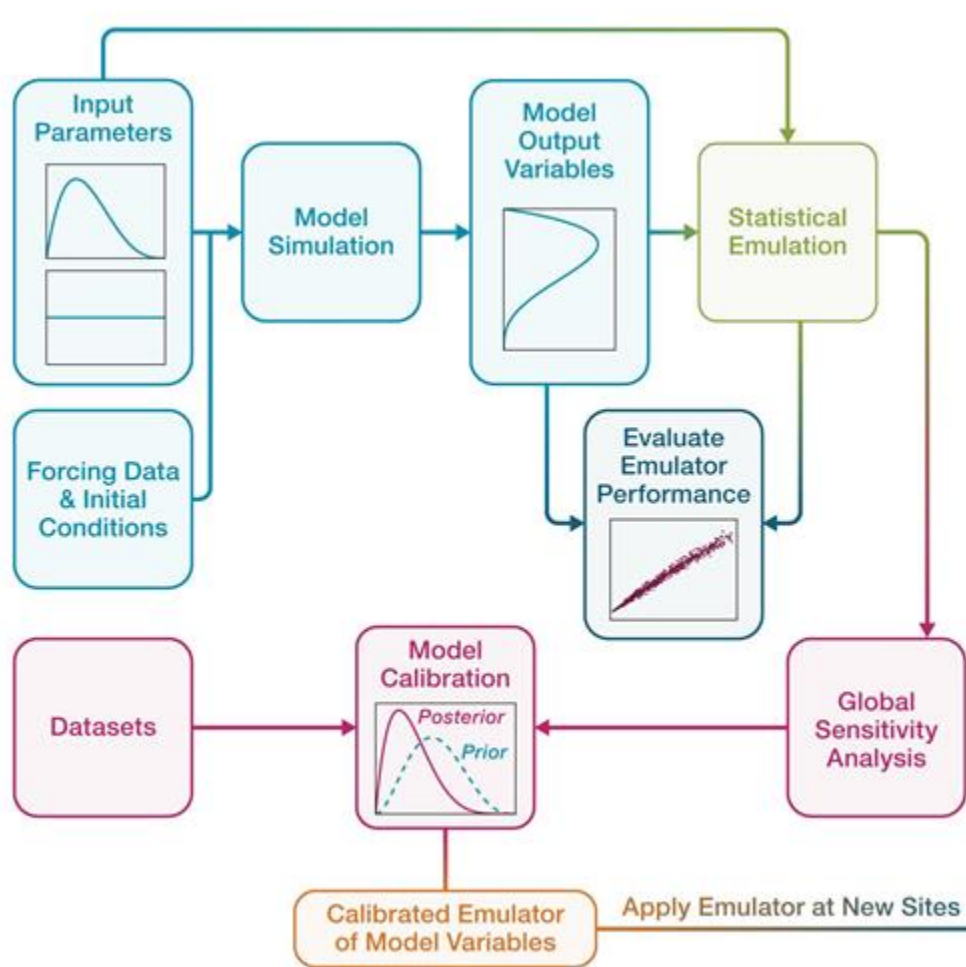 Input
Parameters
Model
Simulation
Model
Output
Variables
Statistical
Emulation
Forcing Data
& Initial
Conditions
Evaluate
Emulator
Performance
Datasets
Model
Calibration
Posterior
Prior
Global
Sensitivity
Analysis
Calibrated Emulator
of Model Variables
Apply Emulator at New Sites